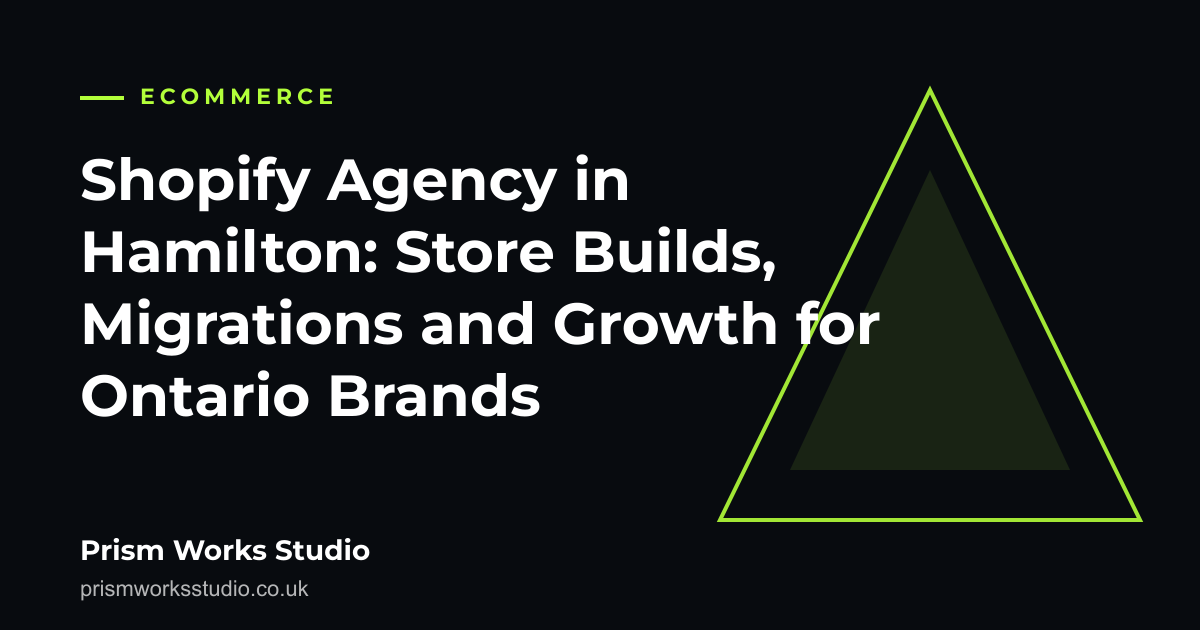 ECOMMERCE
Shopify Agency in
Hamilton: Store Builds,
Migrations and Growth for
Ontario Brands
Prism Works Studio
prismworksstudio.co.uk